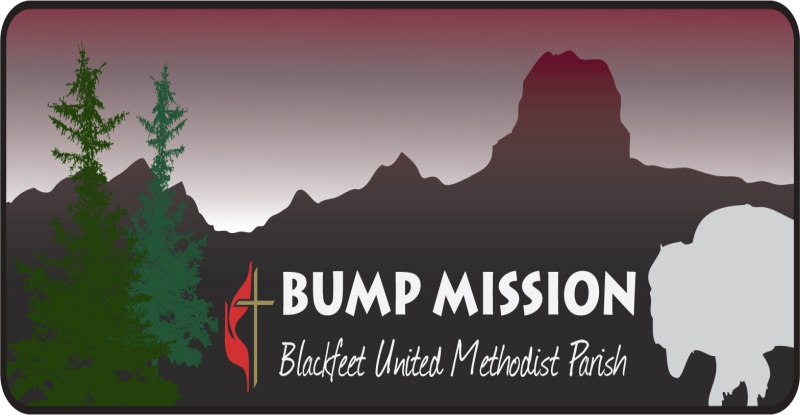 BUMP MISSION
Blackfeet United Methodist Parish